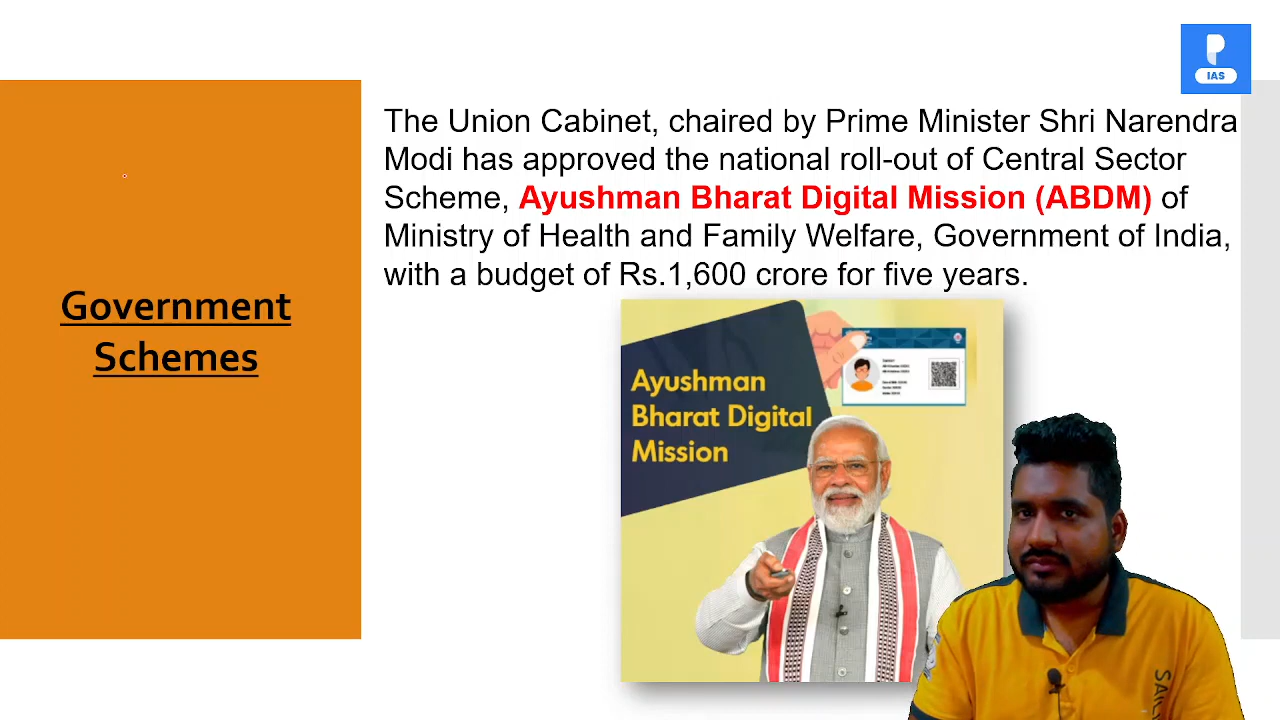 IAS
The Union Cabinet, chaired by Prime Minister Shri Narendra
Modi has approved the national roll-out of Central Sector
Scheme, Ayushman Bharat Digital Mission (ABDM) of
Ministry of Health and Family Welfare, Government of India,
with a budget of Rs.1,600 crore for five years.
Government
Schemes
Ayushman
Bharat Digital
Mission